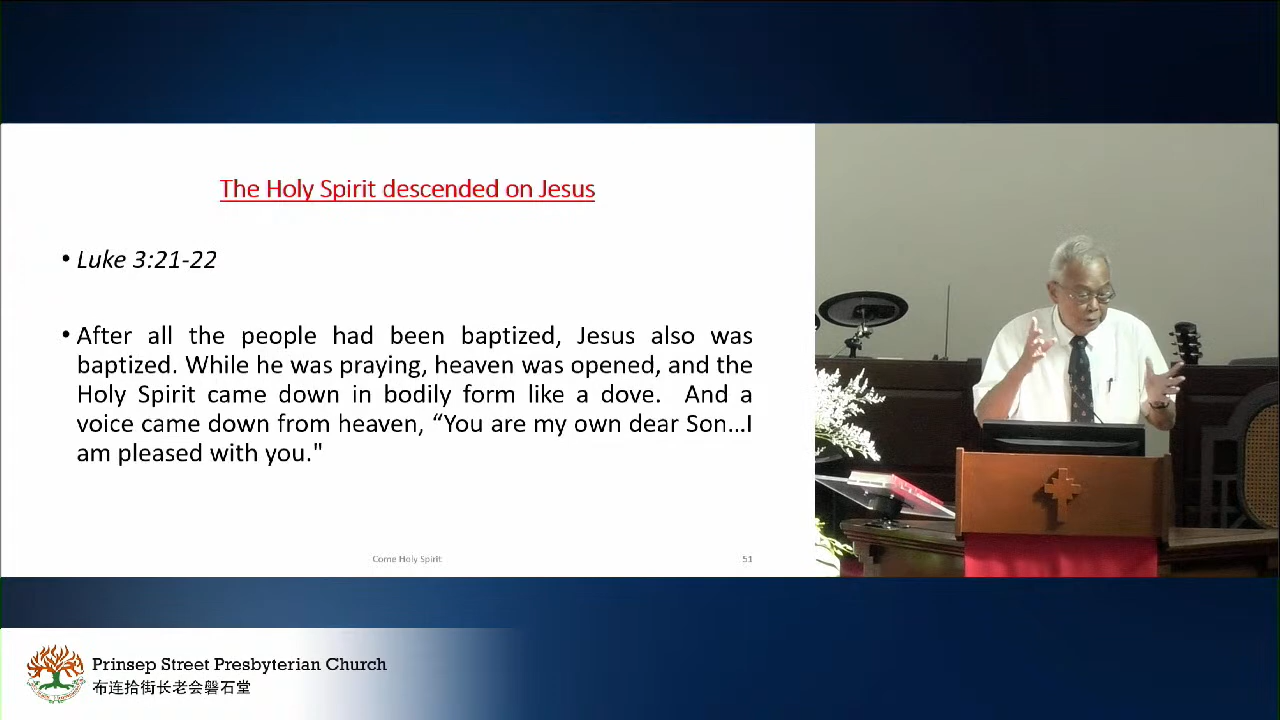 The Holy Spirit descended on Jesus
• Luke 3:21-22
• After all the people had been baptized, Jesus also was
baptized. While he was praying, heaven was opened, and the
Holy Spirit came down in bodily form like a dove. And a
voice came down from heaven, “You are my own dear Son…I
am pleased with you."
Come Holy Spirit
51
Prinsep Street Presbyterian Church
布连拾街长老会磐石堂